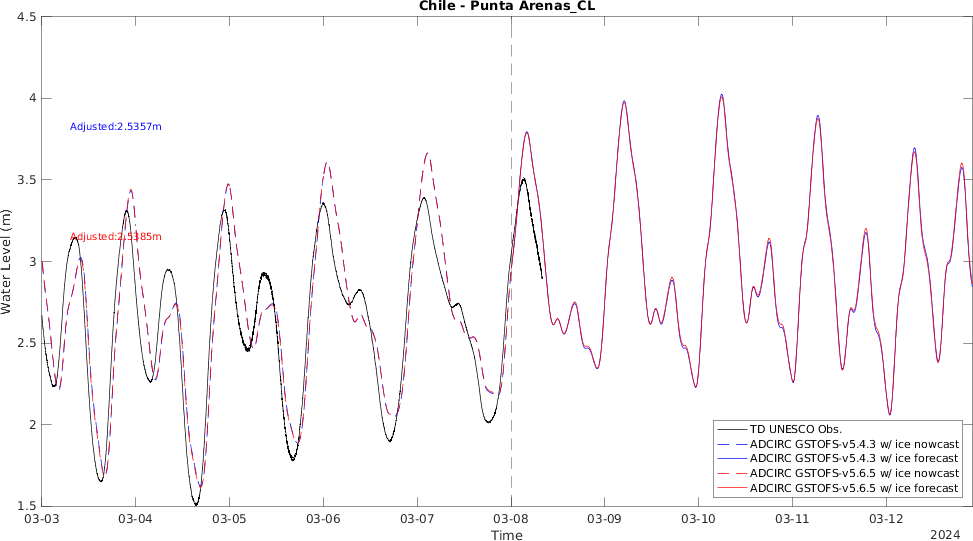 Chile - Punta Arenas_CL
4.5
4
3.5
3
2.5
2
1.5
Water Level (m)
Adjusted:2.5357m
Adjusted:2.5385m
TD UNESCO Obs.
ADCIRC GSTOFS-v5.4.3 w/ ice nowcast
ADCIRC GSTOFS-v5.4.3 w/ ice forecast
ADCIRC GSTOFS-v5.6.5 w/ ice nowcast
ADCIRC GSTOFS-v5.6.5 w/ ice forecast
03-03 03-04 03-05 03-06 03-07 03-08 03-09 03-10 03-11 03-12
Time
2024